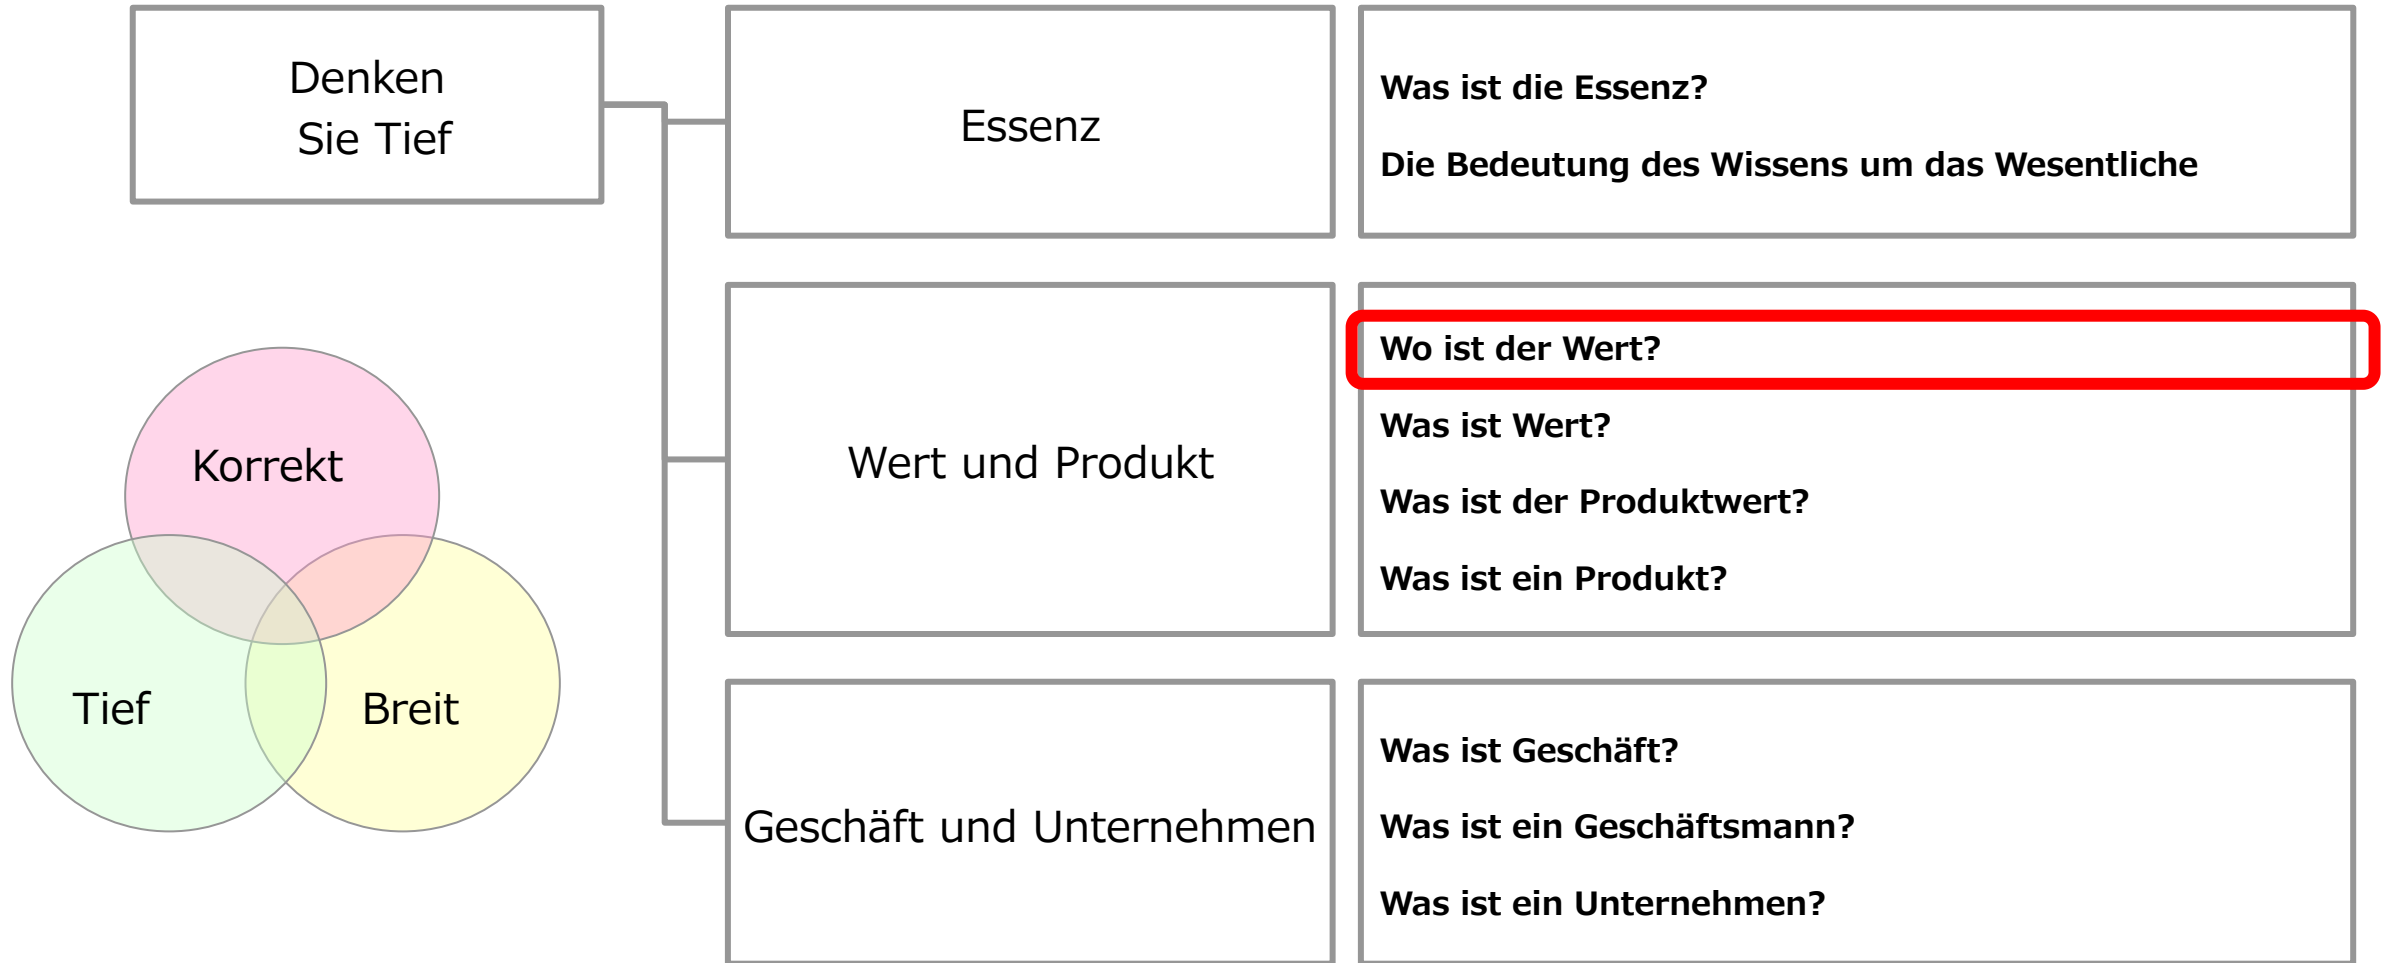 Denken
Sie Tief
Essenz
Was ist die Essenz?
Die Bedeutung des Wissens um das Wesentliche
Wert und Produkt
Wo ist der Wert?
Was ist Wert?
Was ist der Produktwert?
Was ist ein Produkt?
Geschäft und Unternehmen
Was ist Geschäft?
Was ist ein Geschäftsmann?
Was ist ein Unternehmen?
Korrekt
Tief
Breit